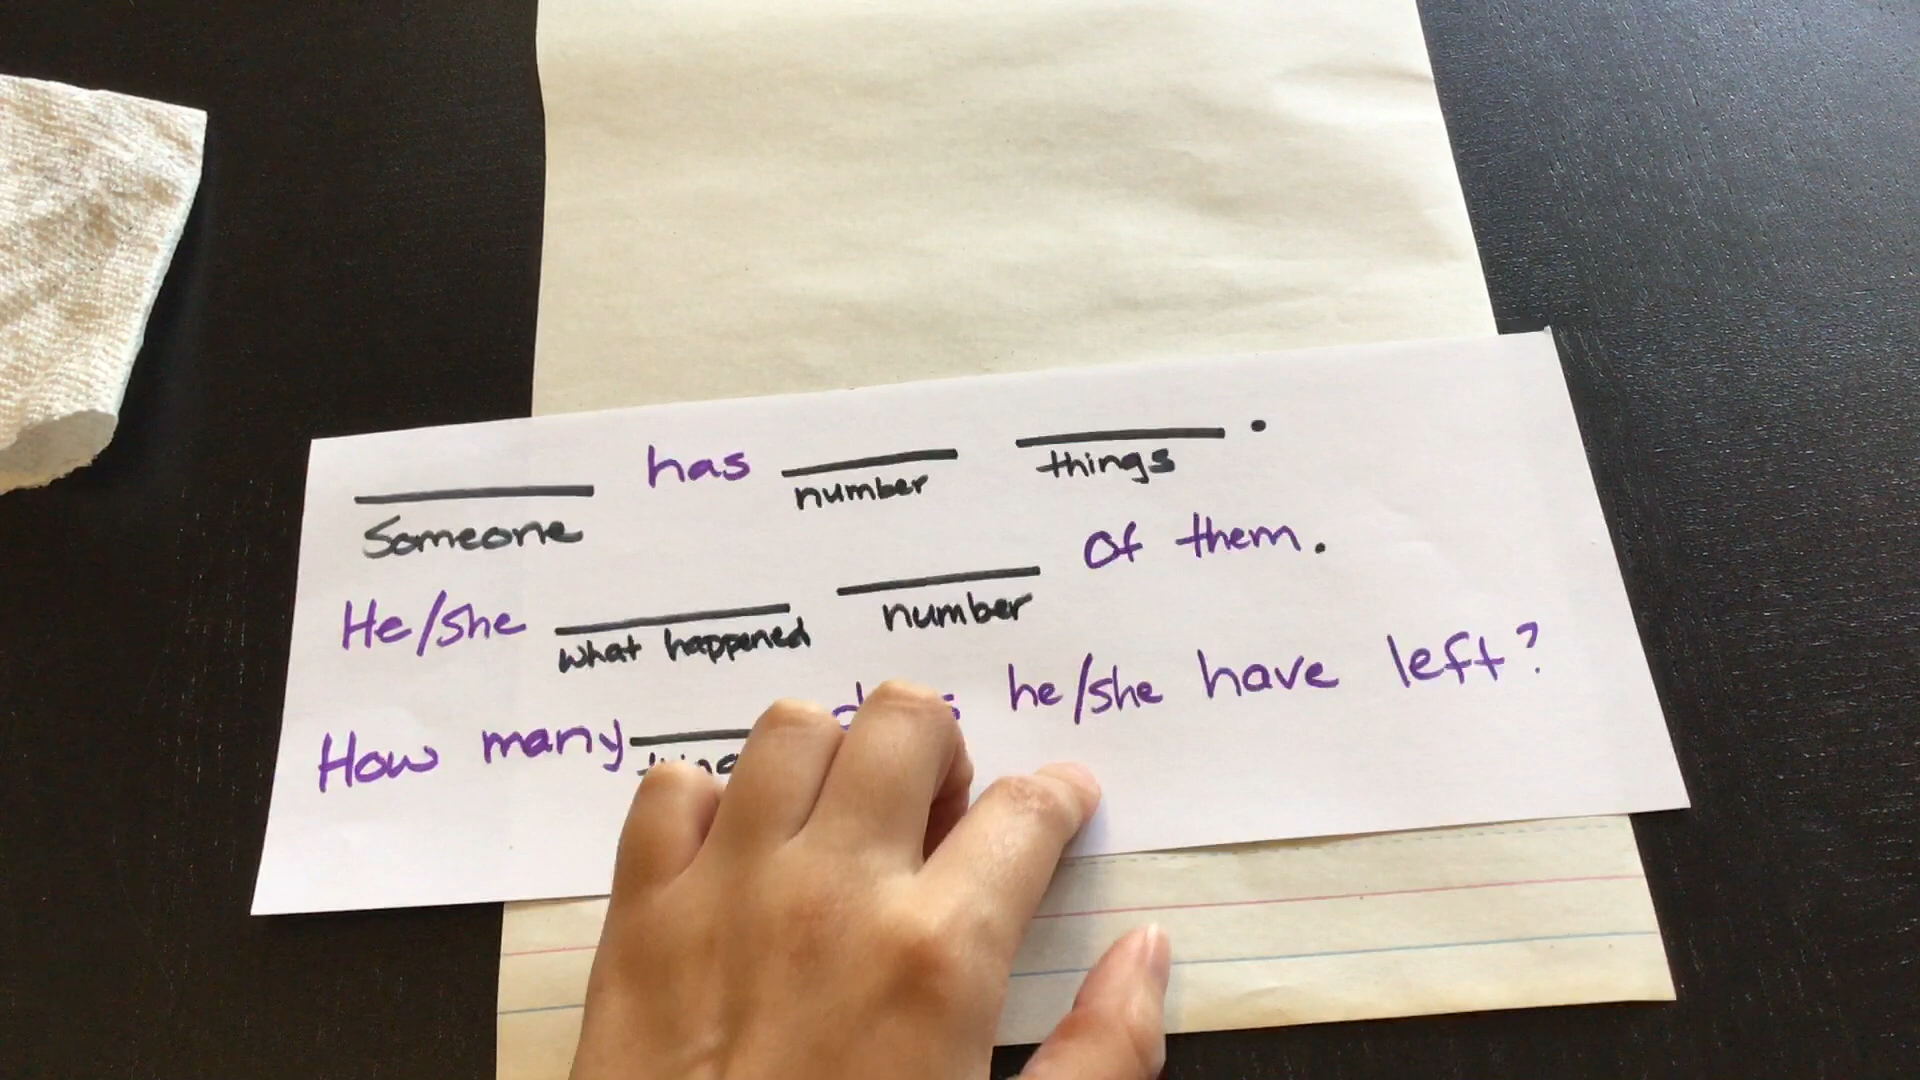 has .
Someone number things
He/she of them.
what happened number
How many he/she have left?